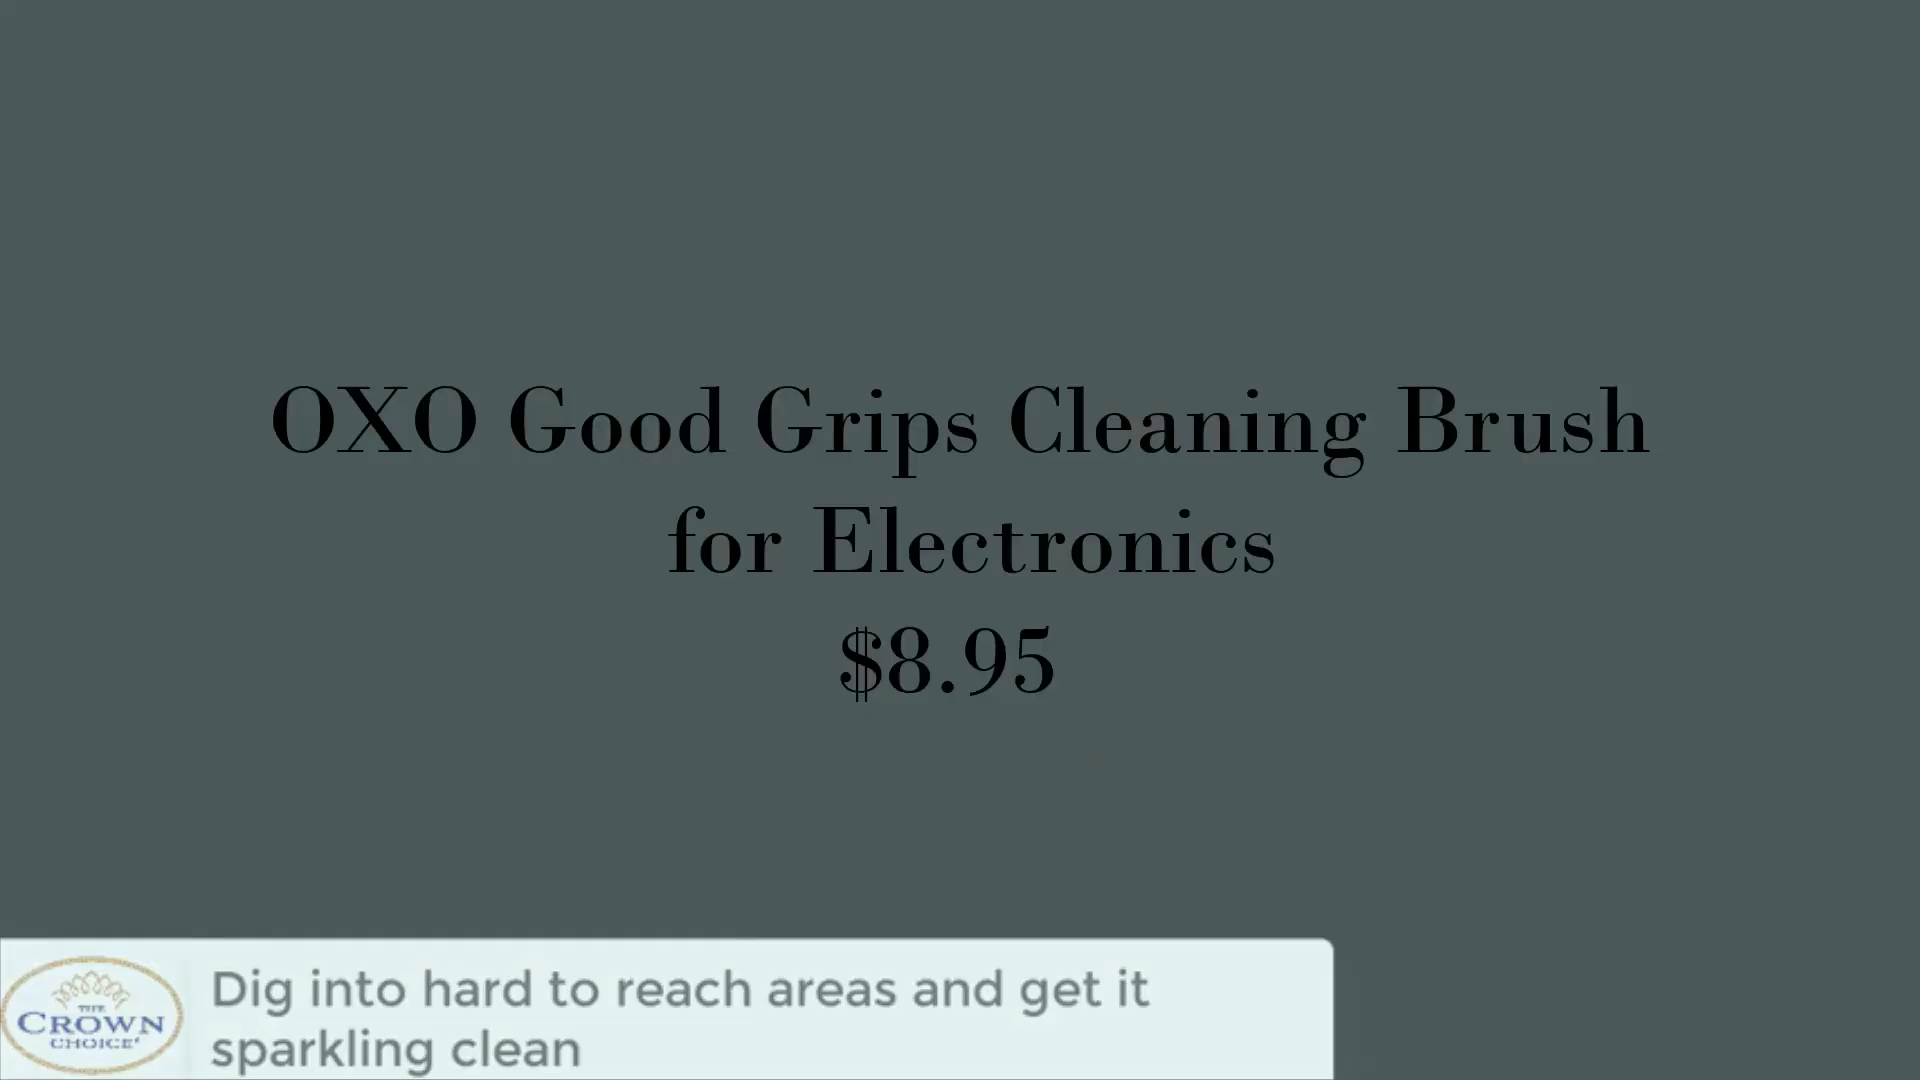 OXO Good Grips Cleaning Brush
for Electronics
$8.95
Dig into hard to reach areas and get it
sparkling clean
THE
CROWN
CHOICE